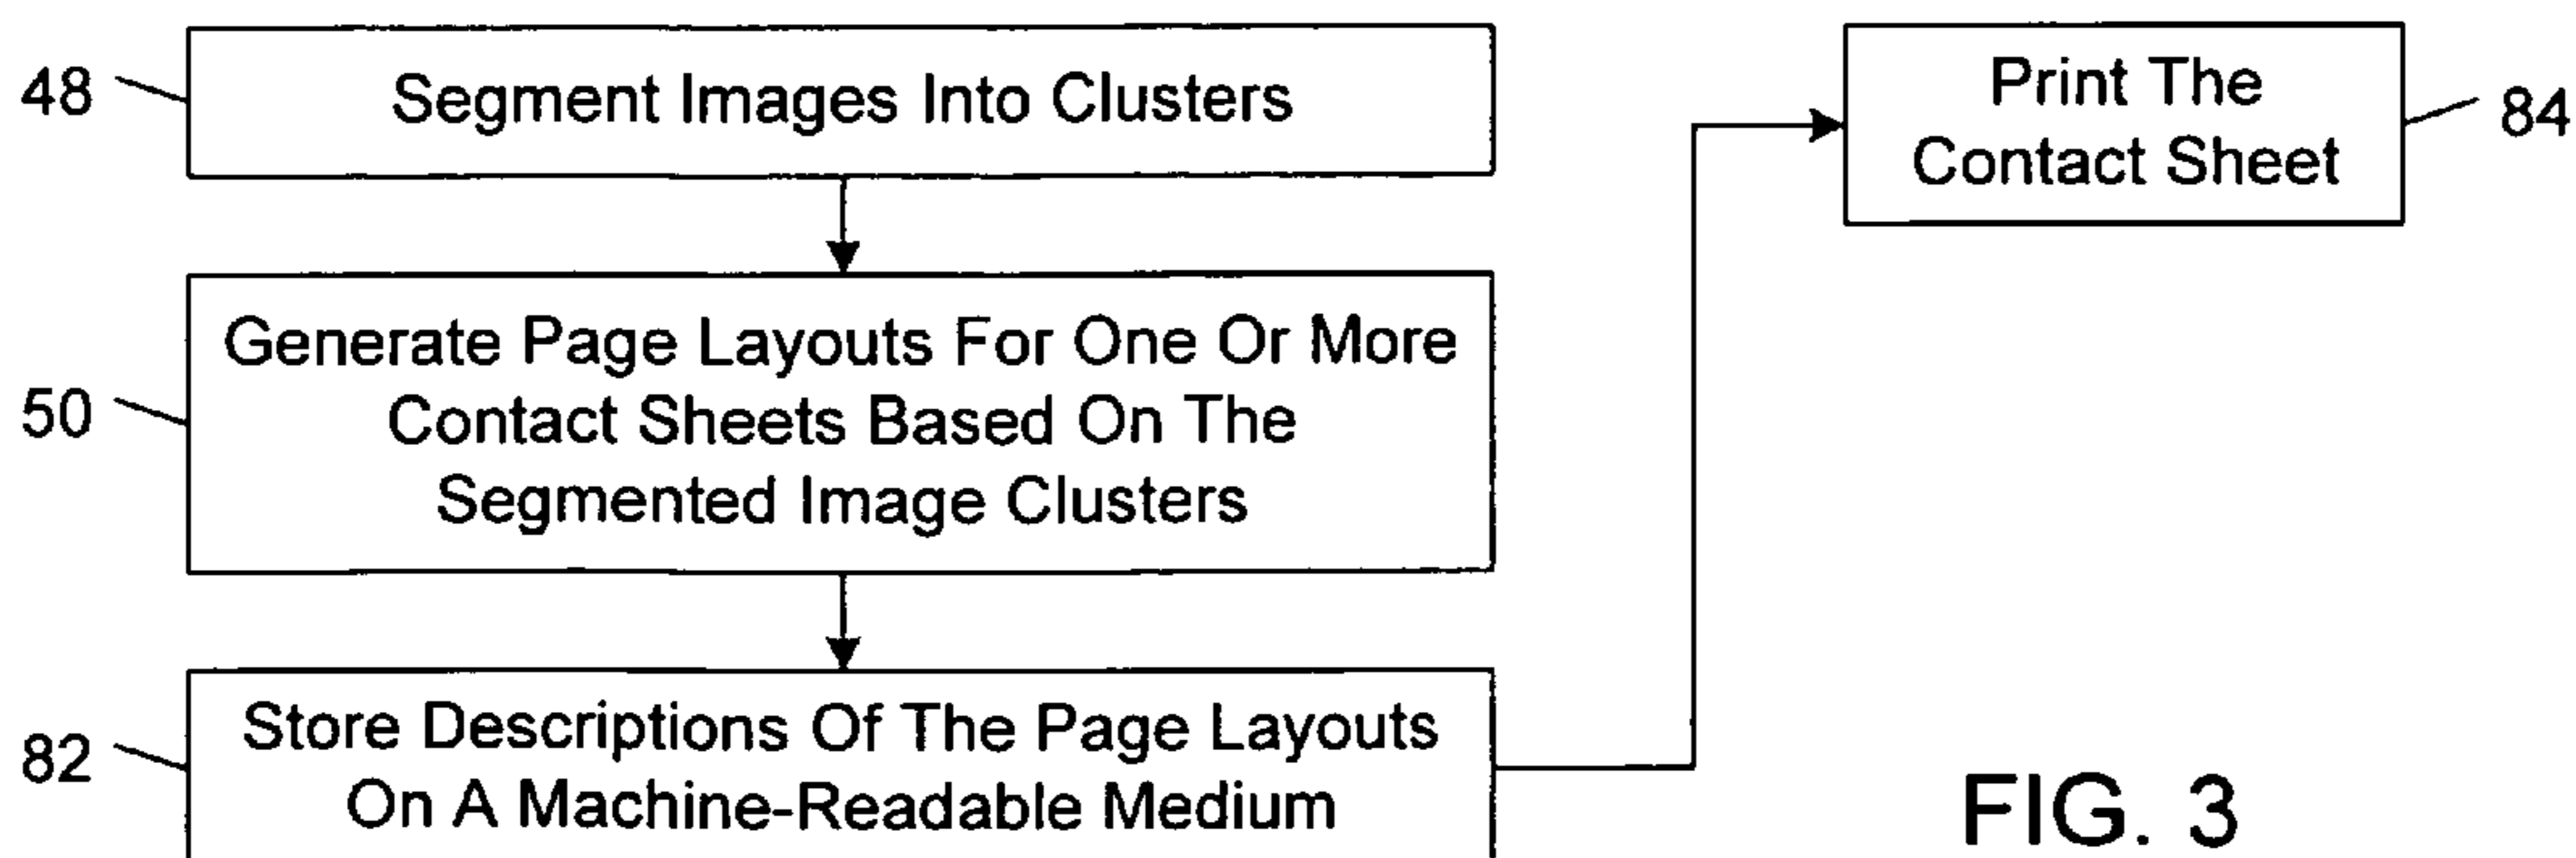 48
Segment Images Into Clusters
50
Generate Page Layouts For One Or More
Contact Sheets Based On The
Segmented Image Clusters
82
Store Descriptions Of The Page Layouts
On A Machine-Readable Medium
Print The
Contact Sheet
84
FIG. 3